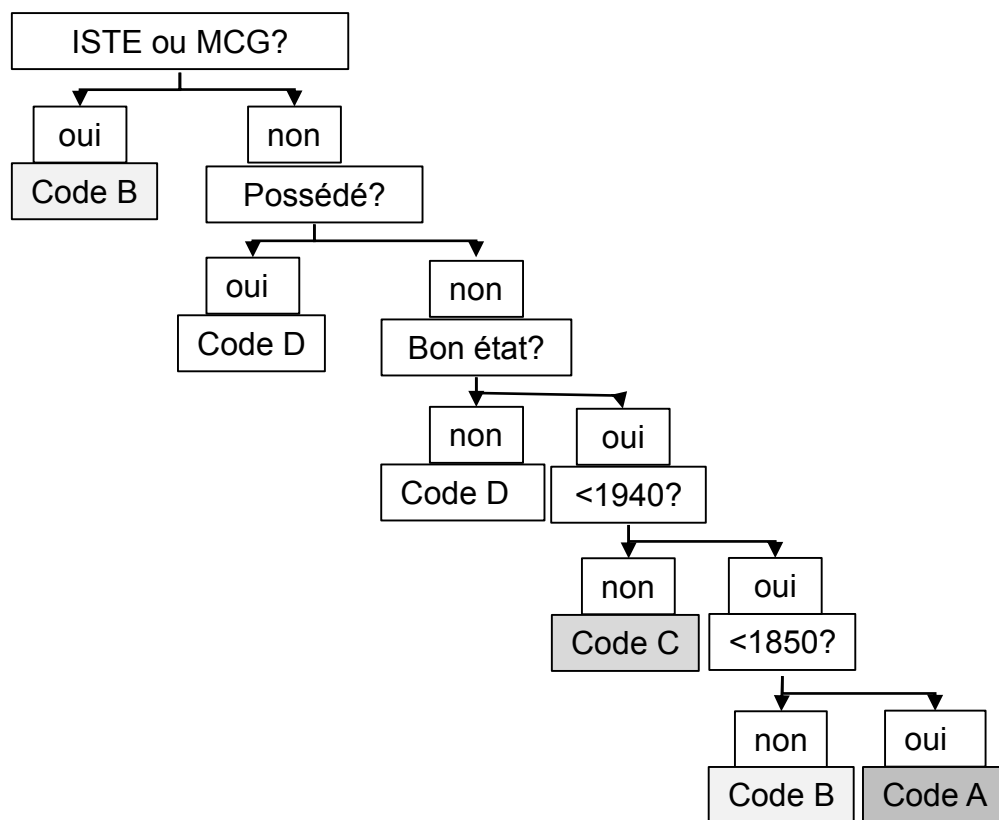 ISTE ou MCG?
oui
non
Code B
Possédé?
oui
non
Code D
Bon état?
non
oui
Code D
<1940?
non
oui
Code C
<1850?
non
oui
Code B
Code A